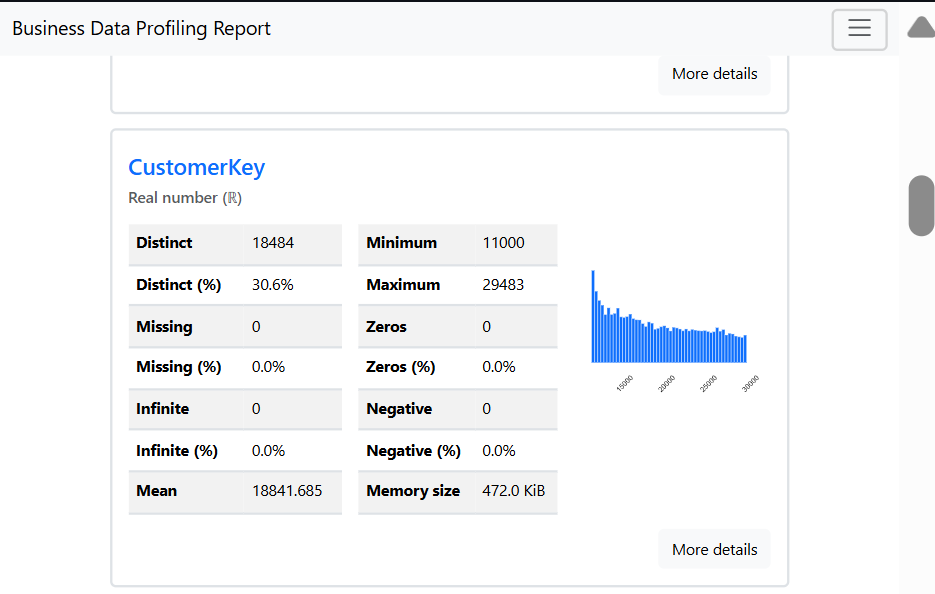 Business Data Profiling Report
More details
CustomerKey
Real number (ℝ)
Distinct 18484
Distinct (%) 30.6%
Missing 0
Missing (%) 0.0%
Infinite 0
Infinite (%) 0.0%
Mean 18841.685
Minimum 11000
Maximum 29483
Zeros 0
Zeros (%) 0.0%
Negative 0
Negative (%) 0.0%
Memory size 472.0 KiB
15000 20000 25000 30000
More details